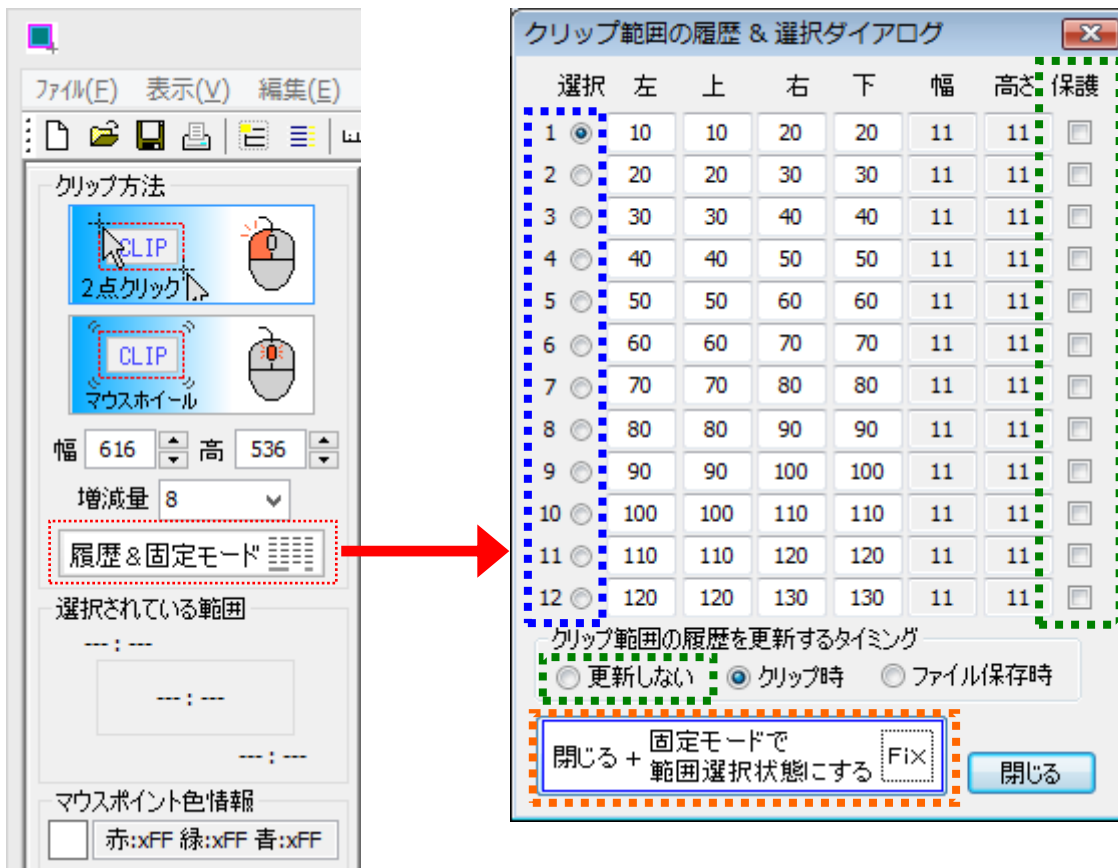 ファイル(F) 表示(V) 編集(E)
クリップ方法
CLIP
2点クリック
CLIP
マウスホイール
幅 616 高 536
増減量 8
履歴&固定モード
選択されている範囲
--- : ---
--- : ---
--- : ---
マウスポイント色情報
赤:xFF 緑:xFF 青:xFF
クリップ範囲の履歴 & 選択ダイアログ
選択 左 上 右 下 幅 高さ 保護
1 10 10 20 20 11 11
2 20 20 30 30 11 11
3 30 30 40 40 11 11
4 40 40 50 50 11 11
5 50 50 60 60 11 11
6 60 60 70 70 11 11
7 70 70 80 80 11 11
8 80 80 90 90 11 11
9 90 90 100 100 11 11
10 100 100 110 110 11 11
11 110 110 120 120 11 11
12 120 120 130 130 11 11
クリップ範囲の履歴を更新するタイミング
更新しない クリップ時 ファイル保存時
閉じる + 固定モードで
範囲選択状態にする FiX
閉じる